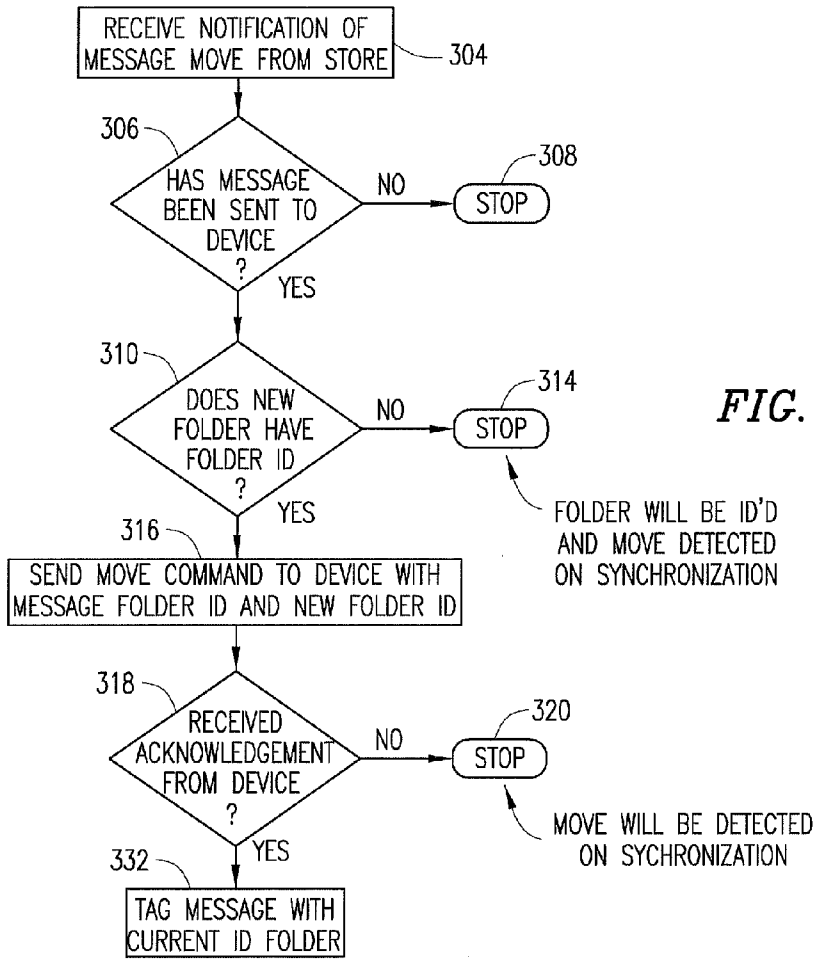 RECEIVE NOTIFICATION OF
MESSAGE MOVE FROM STORE
304
306
HAS MESSAGE
BEEN SENT TO
DEVICE
?
NO
308
STOP
YES
310
DOES NEW
FOLDER HAVE
FOLDER ID
?
NO
314
STOP
FIG.
YES
FOLDER WILL BE ID'D
AND MOVE DETECTED
ON SYNCHRONIZATION
316
SEND MOVE COMMAND TO DEVICE WITH
MESSAGE FOLDER ID AND NEW FOLDER ID
318
RECEIVED
ACKNOWLEDGEMENT
FROM DEVICE
?
NO
320
STOP
MOVE WILL BE DETECTED
ON SYCHRONIZATION
YES
332
TAG MESSAGE WITH
CURRENT ID FOLDER